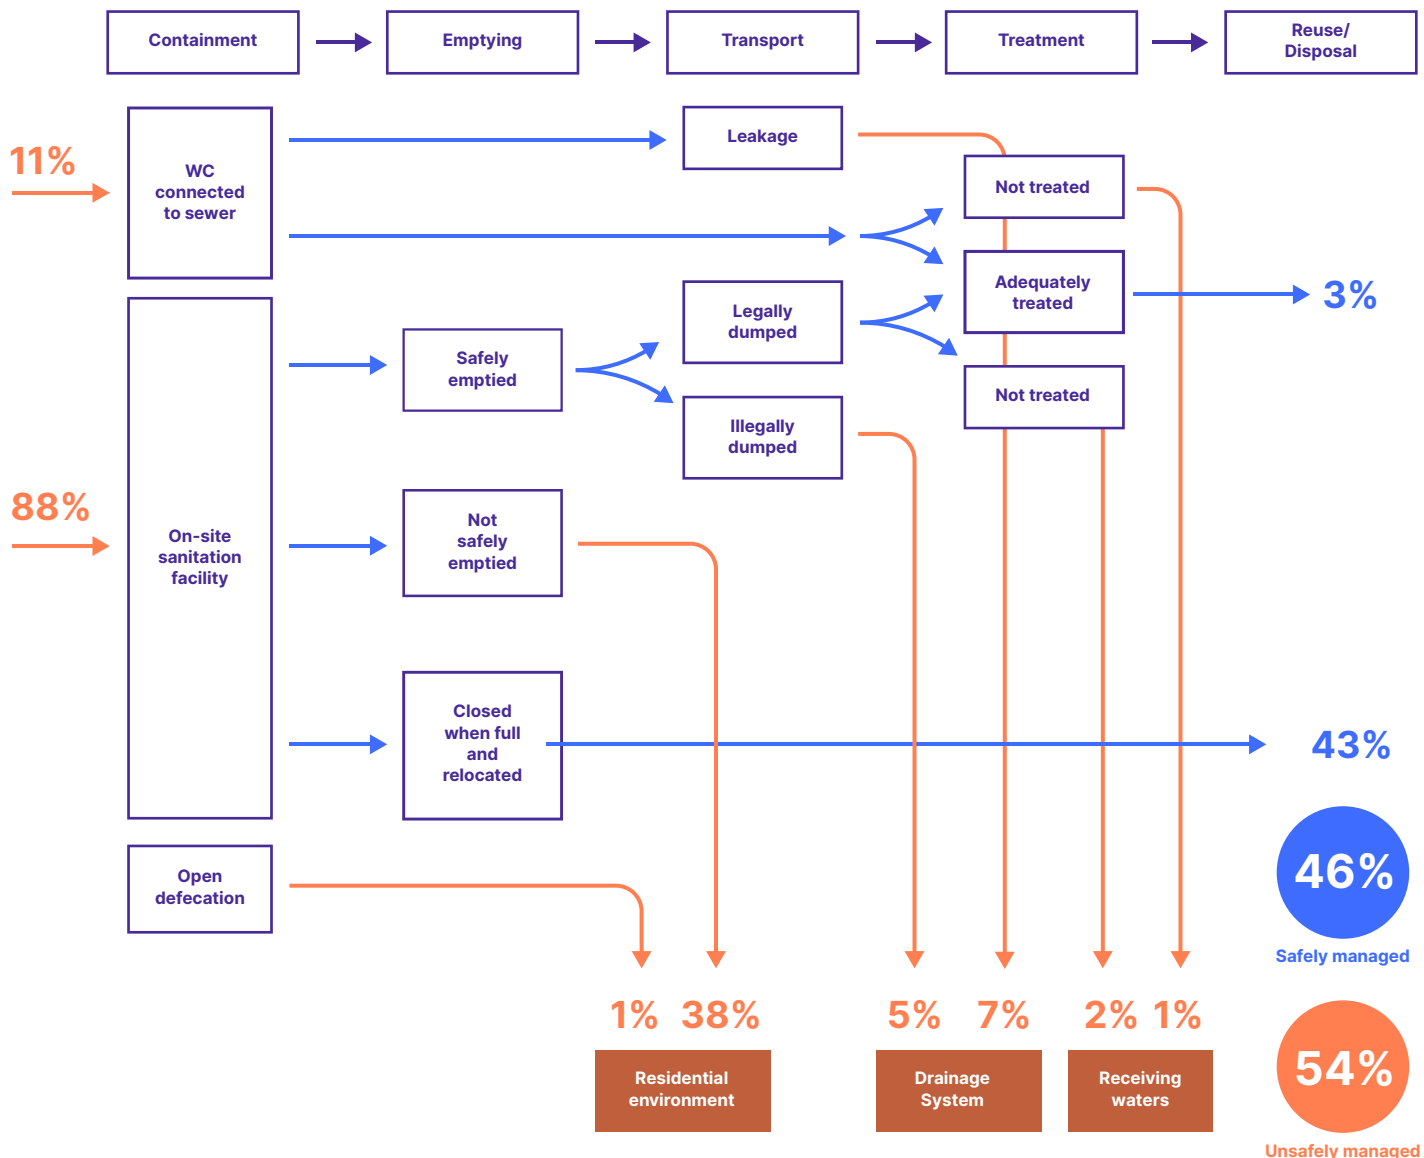 Containment
Emptying
Transport
Treatment
Reuse/
Disposal
11%
WC
connected
to sewer
Leakage
Not treated
Adequately
treated
3%
Legally
dumped
Safely
emptied
Not treated
Illegally
dumped
88%
On-site
sanitation
facility
Not
safely
emptied
Closed
when full
and
relocated
43%
Open
defecation
46%
Safely managed
1%
38%
5%
7%
2%
1%
Residential
environment
Drainage
System
Receiving
waters
54%
Unsafely managed